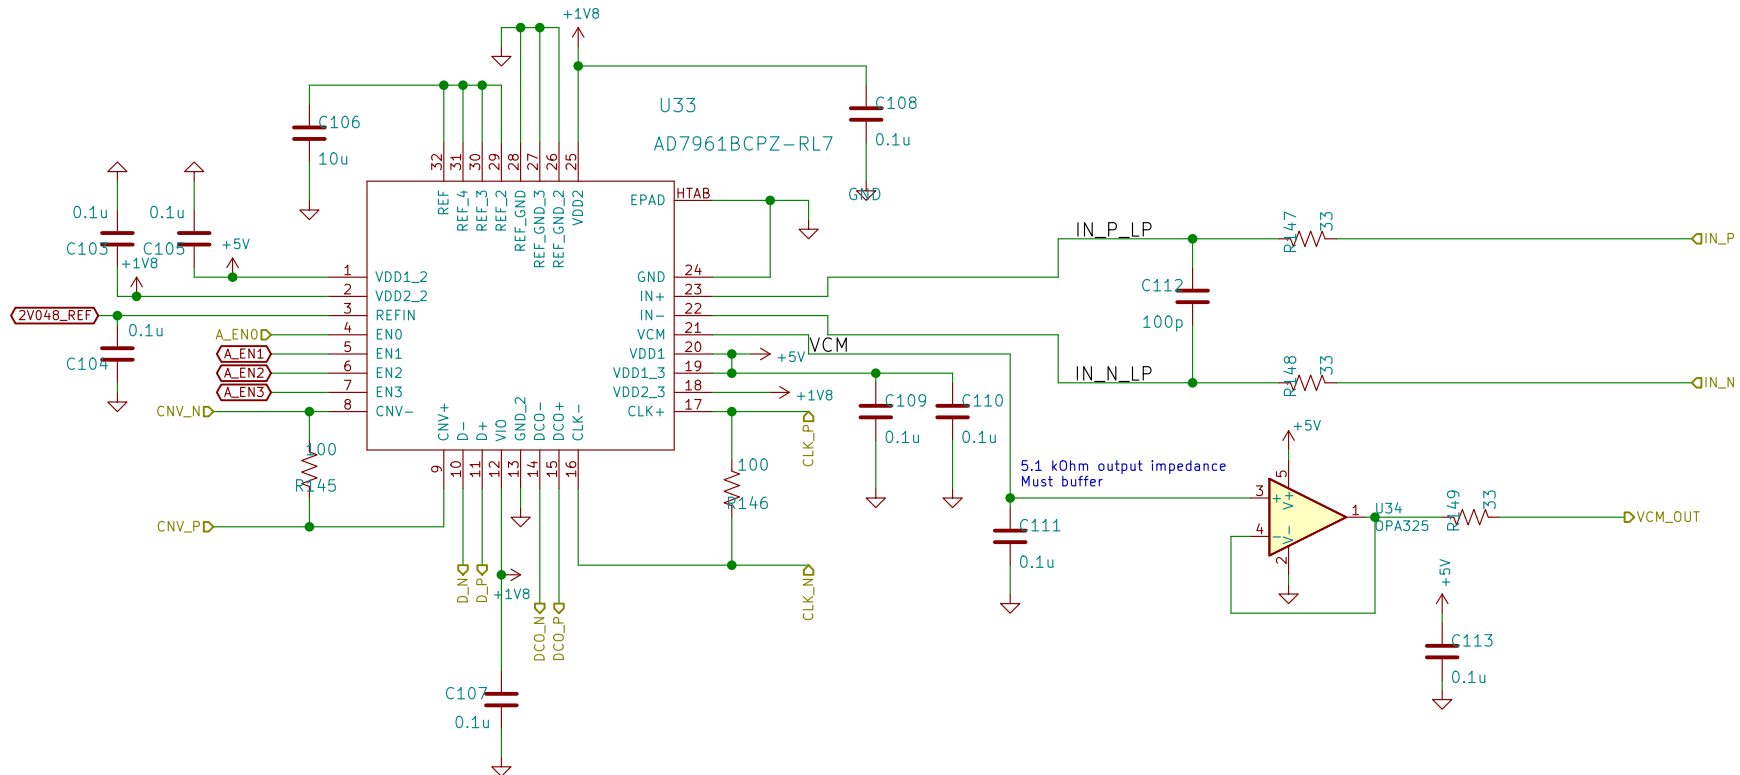 +1V8
U33
AD7961BCPZ-RL7
C106
10u
C108
0.1u
GND
32
31
30
29
28
27
26
25
REF
REF_4
REF_3
REF_2
REF_GND
REF_GND_3
REF_GND_2
VDD2
EPAD
HTAB
0.1u
C103
0.1u
C105
+5V
+1V8
2V048_REF
0.1u
C104
A_EN0
A_EN1
A_EN2
A_EN3
CNV_N
CNV_P
1 VDD1_2
2 VDD2_2
3 REFIN
4 EN0
5 EN1
6 EN2
7 EN3
8 CNV-
GND 24
IN+ 23
IN- 22
VCM 21
VDD1 20
VDD1_3 19
VDD2_3 18
CLK+ 17
CNV+
D-
D+
VIO
GND_2
DCO-
DCO+
CLK-
9
10
11
12
13
14
15
16
100
R145
D_N
D_P
+1V8
DCO_N
DCO_P
C107
0.1u
VCM
+5V
+1V8
100
R146
CLK_P
CLK_N
C109
0.1u
C110
0.1u
IN_P_LP
IN_N_LP
C112
100p
R147
33
R148
33
IN_P
IN_N
5.1 kOhm output impedance
Must buffer
C111
0.1u
+5V
3
4
5
2
1
+
-
V+
V-
U34
OPA325
R149
33
VCM_OUT
+5V
C113
0.1u